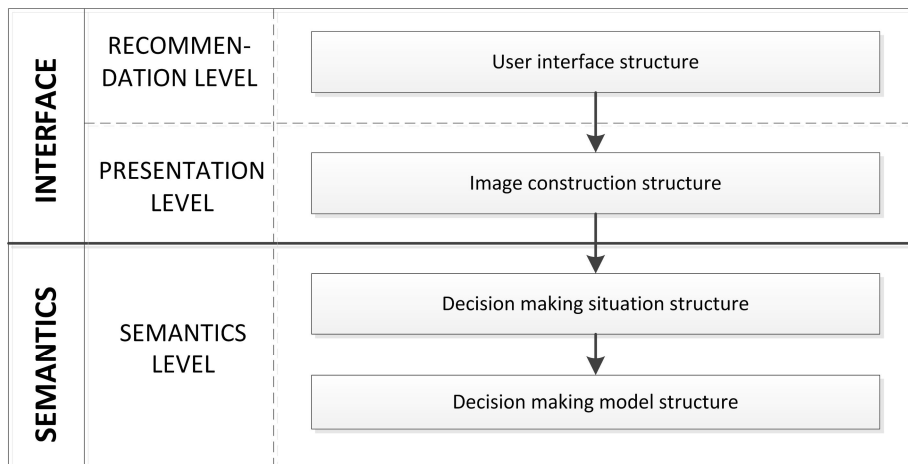 INTERFACE
RECOMMEN-
DATION LEVEL
User interface structure
PRESENTATION
LEVEL
Image construction structure
SEMANTICS
SEMANTICS
LEVEL
Decision making situation structure
Decision making model structure